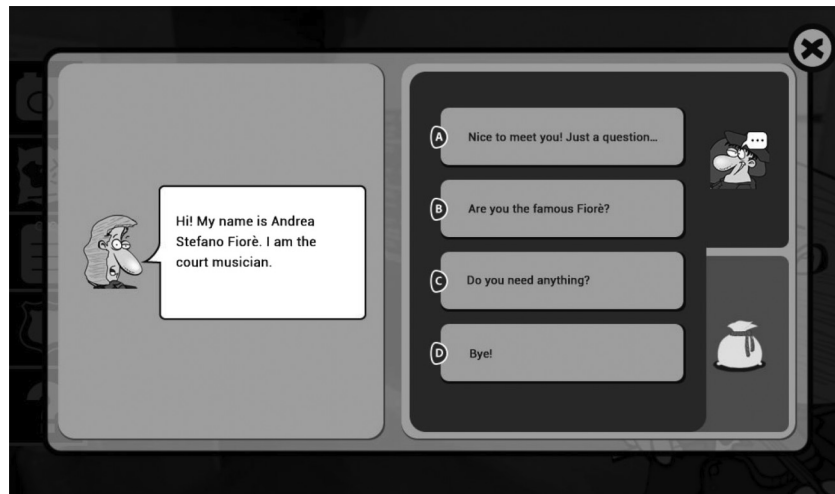 Hi! My name is Andrea
Stefano Fiorè. I am the
court musician.
A
Nice to meet you! Just a question...
B
Are you the famous Fiorè?
C
Do you need anything?
D
Bye!